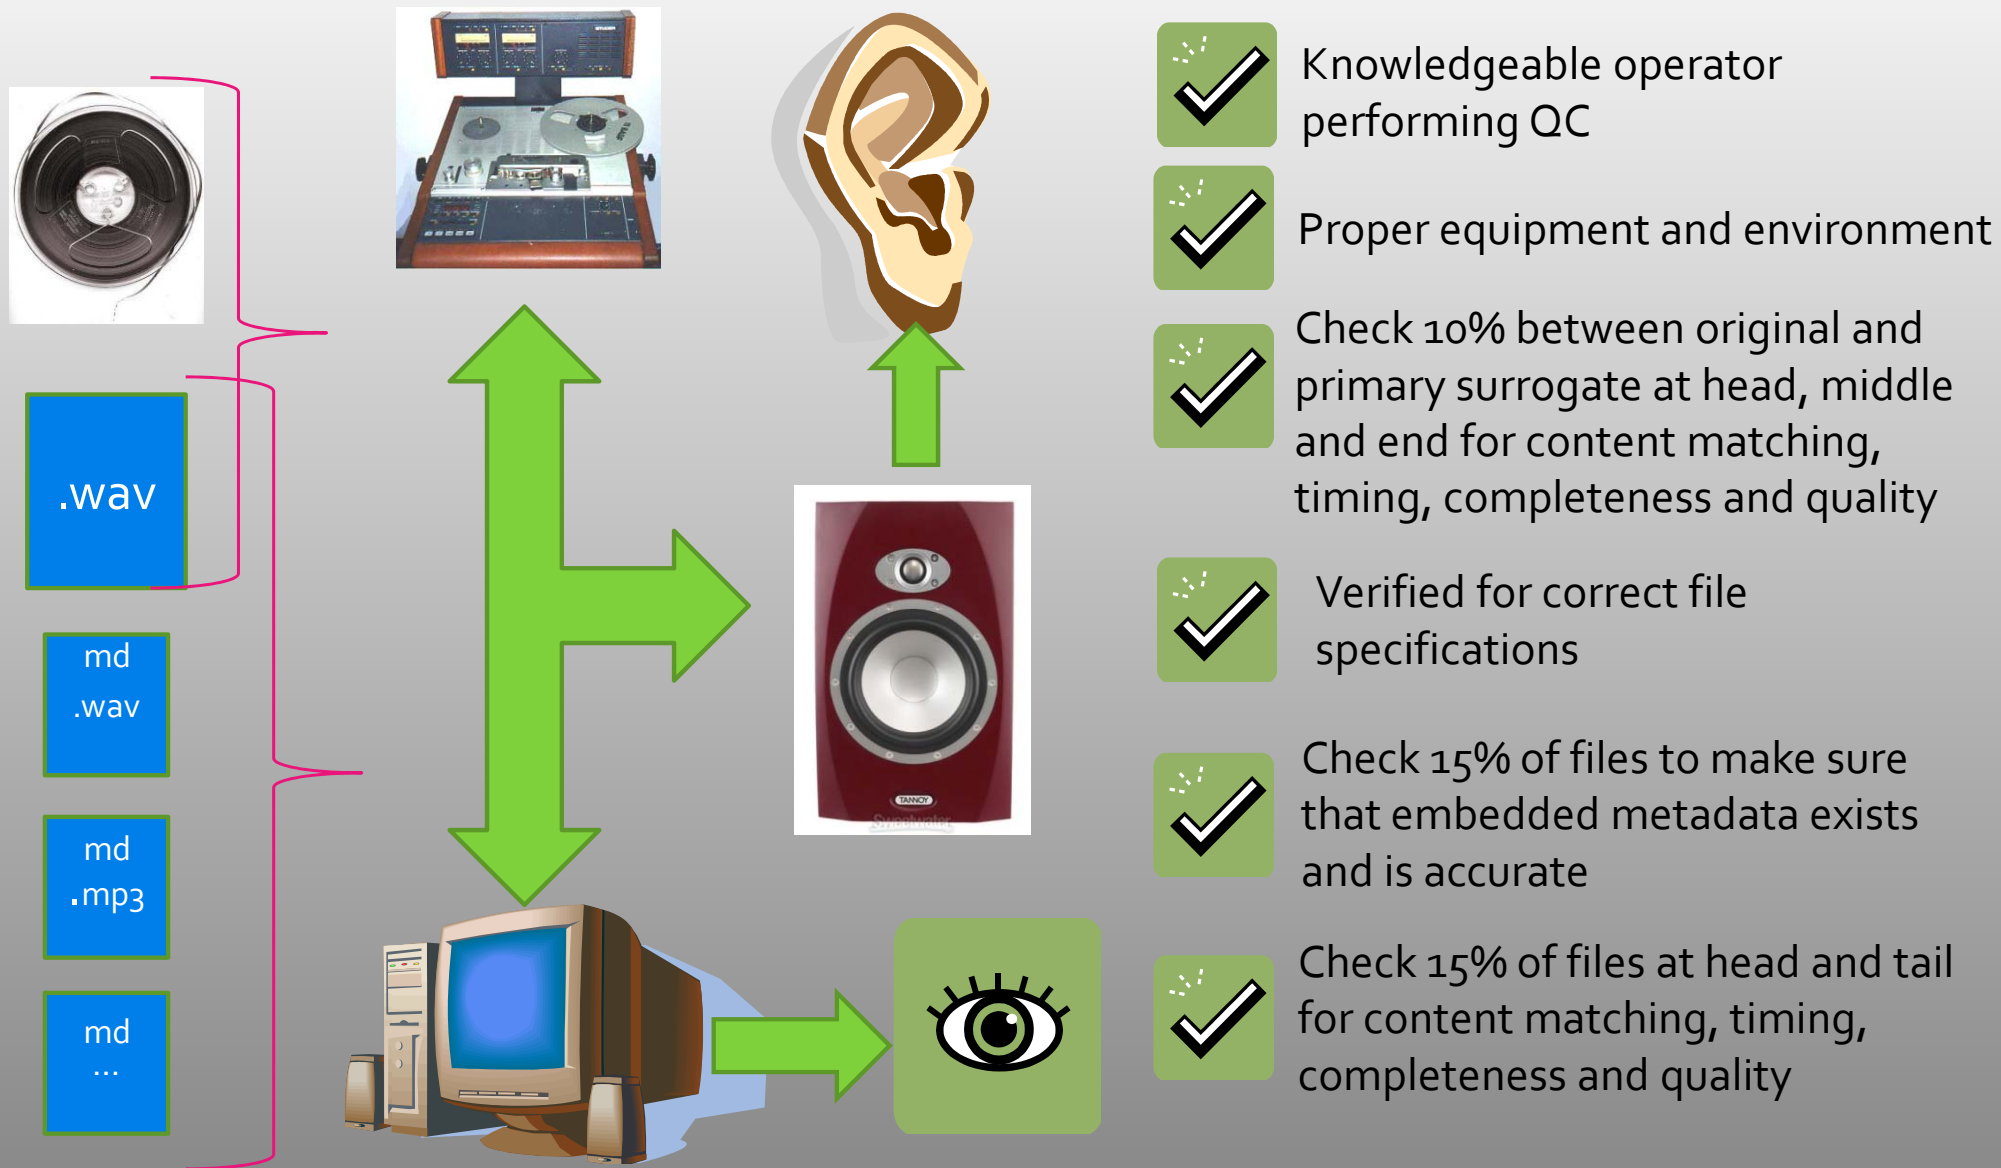 .wav
md
.wav
md
.mp3
md
...
STUDER
TANNOY
Sweetwater
Knowledgeable operator
performing QC
Proper equipment and environment
Check 10% between original and
primary surrogate at head, middle
and end for content matching,
timing, completeness and quality
Verified for correct file
specifications
Check 15% of files to make sure
that embedded metadata exists
and is accurate
Check 15% of files at head and tail
for content matching, timing,
completeness and quality